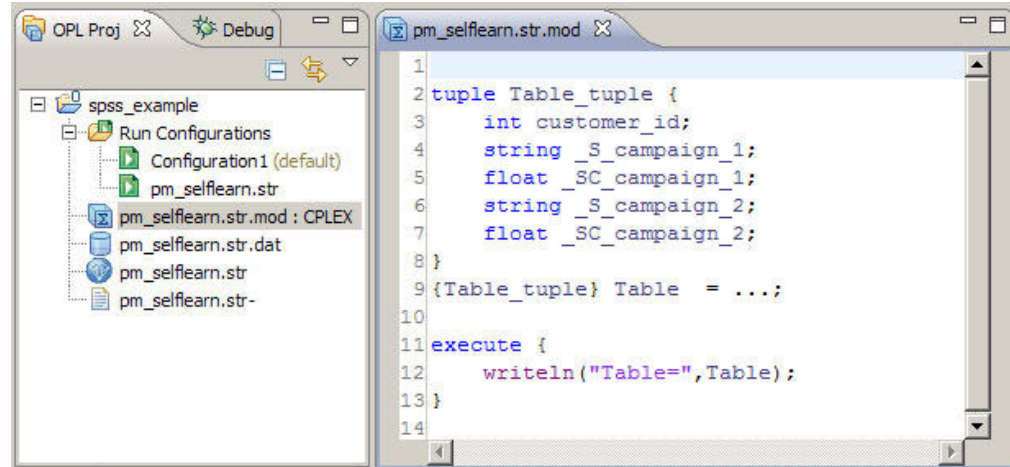 OPL Proj
Debug
spss_example
Run Configurations
Configuration1 (default)
pm_selflearn.str
pm_selflearn.str.mod : CPLEX
pm_selflearn.str.dat
pm_selflearn.str
pm_selflearn.str-
pm_selflearn.str.mod
1
2 tuple Table_tuple {
3 int customer_id;
4 string _S_campaign_1;
5 float _SC_campaign_1;
6 string _S_campaign_2;
7 float _SC_campaign_2;
8 }
9 {Table_tuple} Table = ...;
10
11 execute {
12 writeln("Table=",Table);
13 }
14